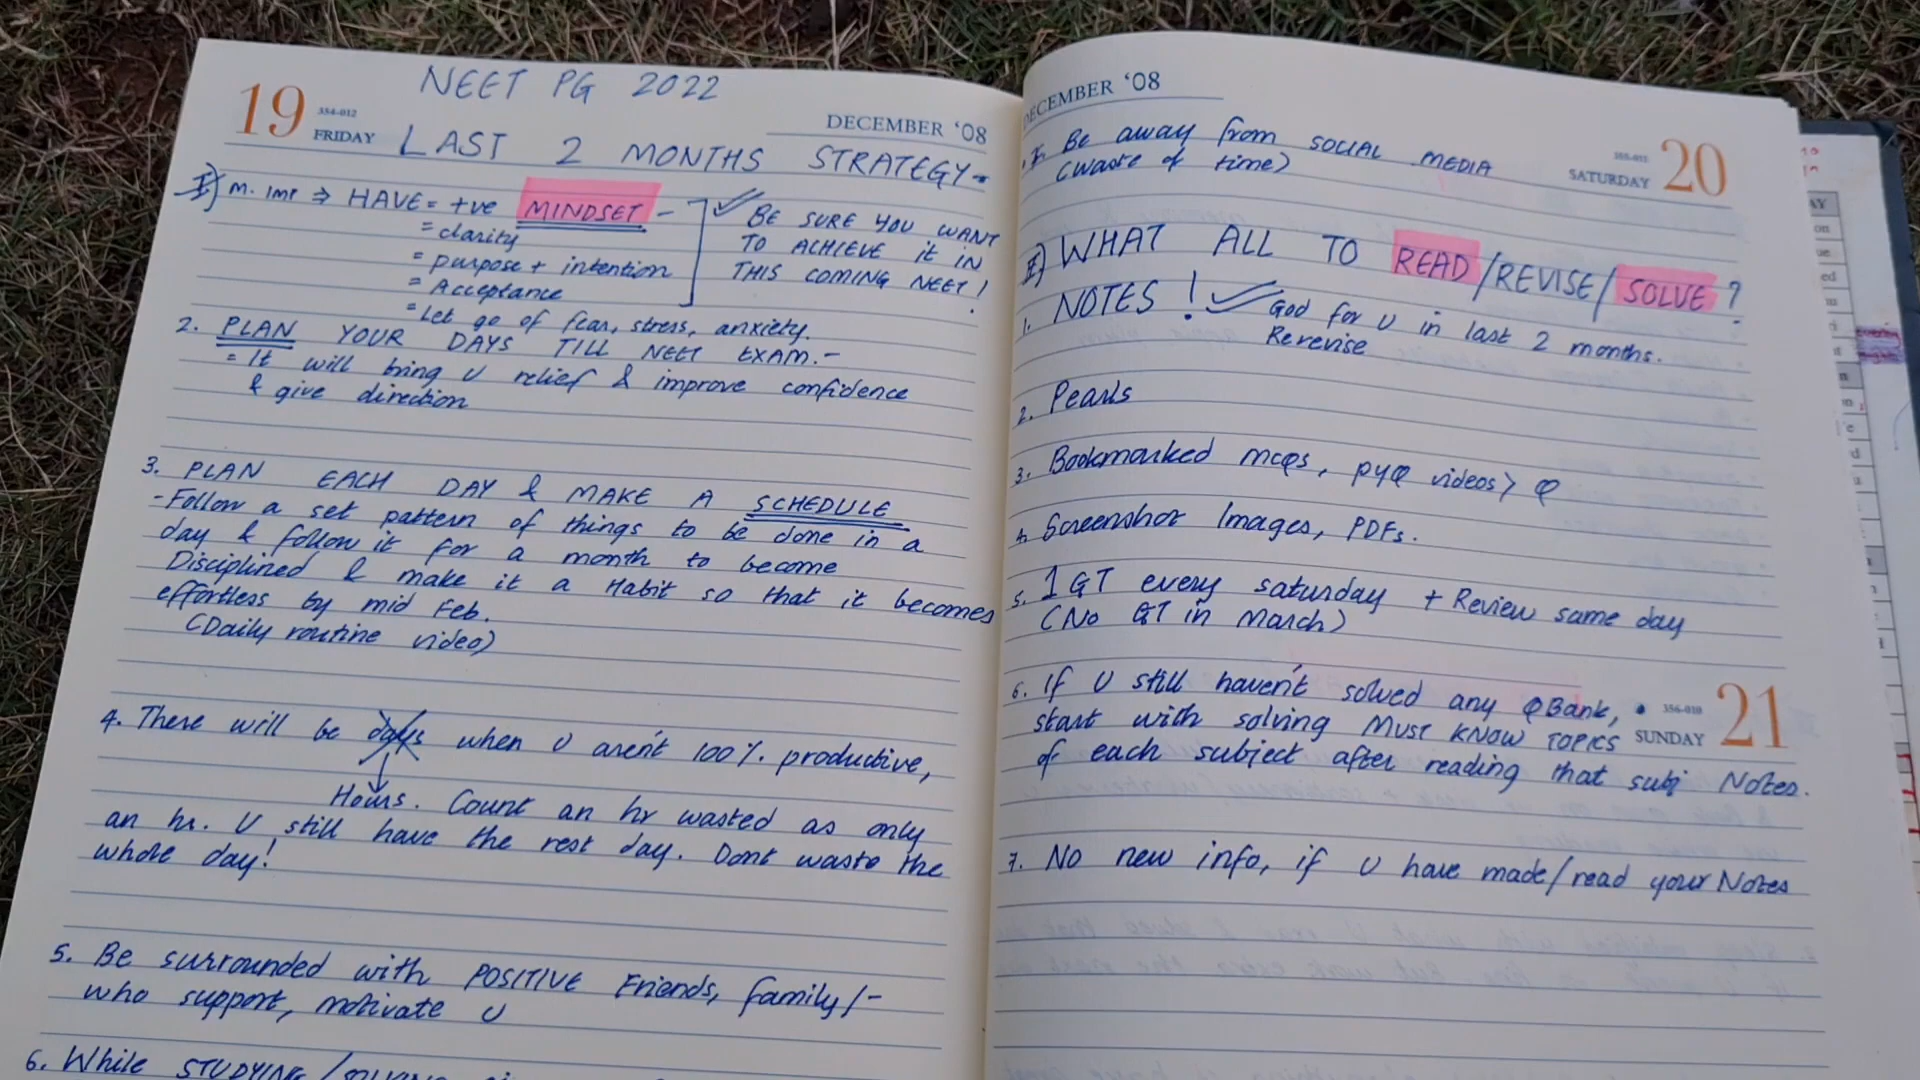 NEET PG 2022
19
354-012
FRIDAY
DECEMBER '08
LAST 2 MONTHS STRATEGY-
I) M. IMP ⇒ HAVE = +ve MINDSET -
= clarity
= purpose + intention
= Acceptance
= Let go of fear, stress, anxiety.
BE SURE YOU WANT
TO ACHIEVE IT IN
THIS COMING NEET!
2. PLAN YOUR DAYS TILL NEET EXAM.-
= It will bring U relief & improve confidence
& give direction
3. PLAN EACH DAY & MAKE A SCHEDULE
- Follow a set pattern of things to be done in a
day & follow it for a month to become
Disciplined & make it a Habit so that it becomes
effortless by mid Feb.
(Daily routine video)
4. There will be days when U aren't 100% productive,
Hours. Count an hr wasted as only
an hr. U still have the rest day. Dont waste the
whole day!
5. Be surrounded with POSITIVE Friends, family/-
who support, motivate U
6. While STUDYING/
DECEMBER '08
7. Be away from SOCIAL MEDIA
(waste of time)
SATURDAY
20
II) WHAT ALL TO READ/REVISE/SOLVE?
1. NOTES! God for U in last 2 months.
Rerevise
2. Pearls
3. Bookmarked mcqs, pyq videos> Q
4. Screenshot Images, PDFs.
5. 1 GT every saturday + Review same day
(No GT in March)
6. If U still haven't solved any QBank,
start with solving MUST KNOW TOPICS
of each subject after reading that subj Notes.
356-010
SUNDAY
21
7. No new info, if U have made/read your Notes